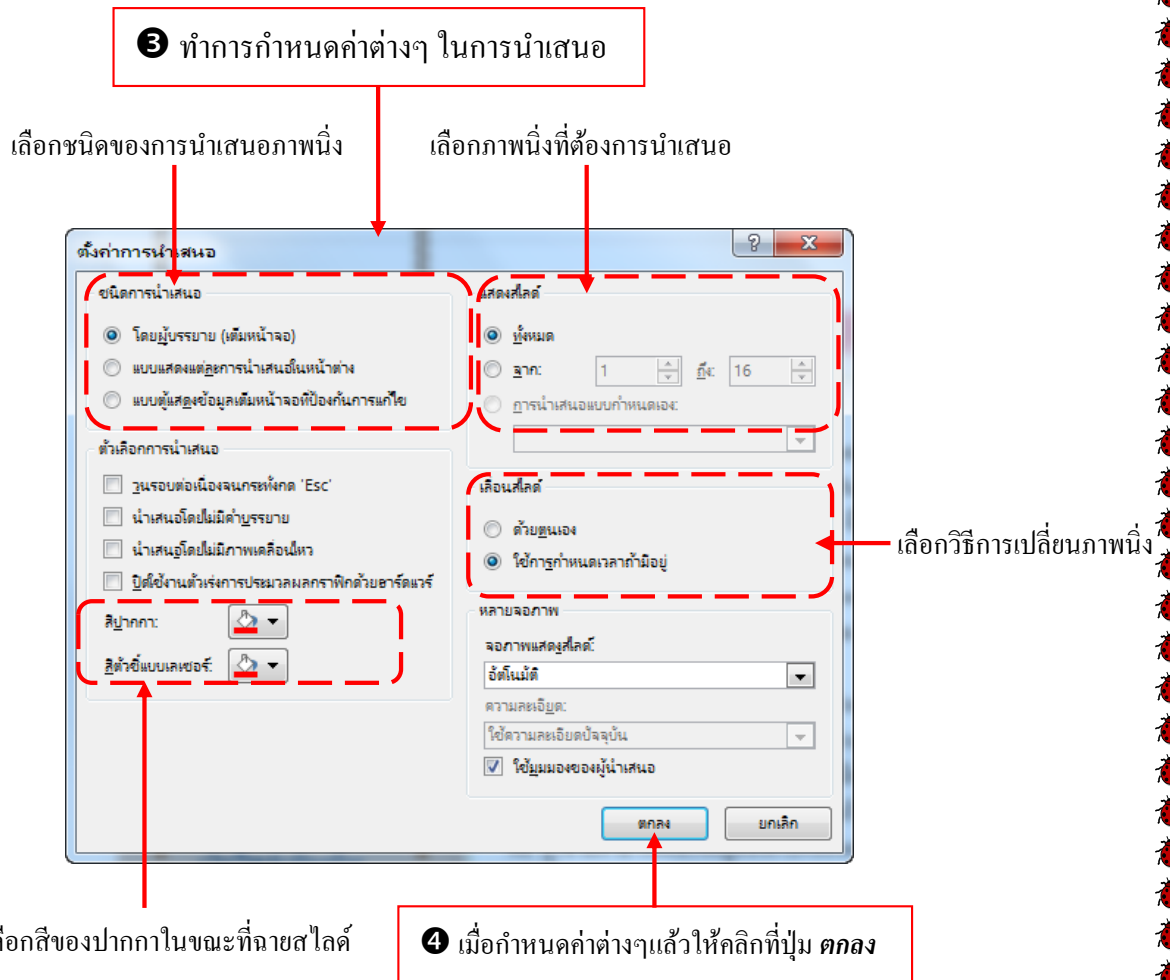 ❸ ทำการกำหนดค่าต่างๆ ในการนำเสนอ
เลือกชนิดของการนำเสนอภาพนิ่ง
เลือกภาพนิ่งที่ต้องการนำเสนอ
ตั้งค่าการนำเสนอ
ชนิดการนำเสนอ
โดยผู้บรรยาย (เต็มหน้าจอ)
แบบแสดงแต่ละการนำเสนอในหน้าต่าง
แบบตู้แสดงข้อมูลเต็มหน้าจอที่ป้องกันการแก้ไข
แสดงสไลด์
ทั้งหมด
จาก: 1 ถึง: 16
การนำเสนอแบบกำหนดเอง:
ตัวเลือกการนำเสนอ
วนรอบต่อเนื่องจนกระทั่งกด 'Esc'
นำเสนอโดยไม่มีคำบรรยาย
นำเสนอโดยไม่มีภาพเคลื่อนไหว
ปิดใช้งานตัวเร่งการประมวลผลกราฟิกด้วยฮาร์ดแวร์
สีปากกา:
สีตัวชี้แบบเลเซอร์:
เลื่อนสไลด์
ด้วยตนเอง
ใช้การกำหนดเวลาถ้ามีอยู่
เลือกวิธีการเปลี่ยนภาพนิ่ง
หลายจอภาพ
จอภาพแสดงสไลด์:
อัตโนมัติ
ความละเอียด:
ใช้ความละเอียดปัจจุบัน
ใช้มุมมองของผู้นำเสนอ
ตกลง
ยกเลิก
ลือกสีของปากกาในขณะที่ฉายสไลด์
❹ เมื่อกำหนดค่าต่างๆแล้วให้คลิกที่ปุ่ม ตกลง